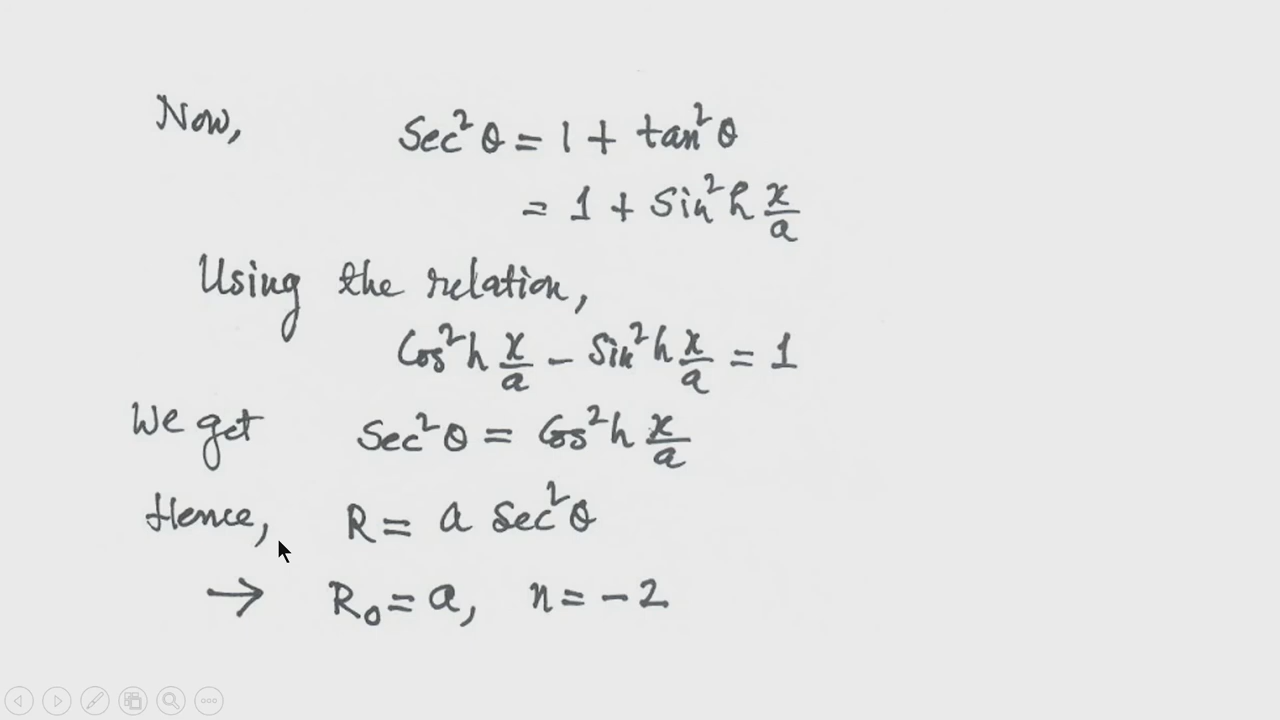 Now, Sec²θ = 1 + tan²θ
= 1 + Sin²h x/a
Using the relation,
Cos²h x/a − Sin²h x/a = 1
We get Sec²θ = Cos²h x/a
Hence, R = a Sec²θ
→ R₀ = a, n = −2